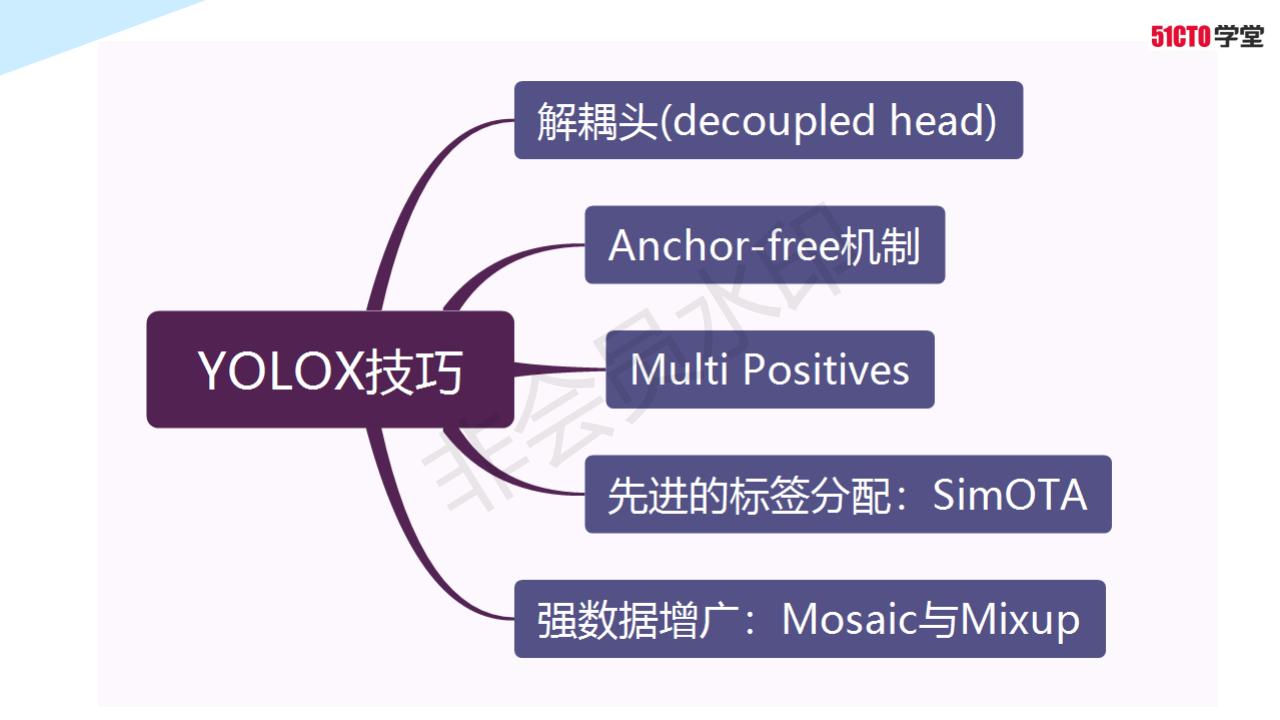 51CTO学堂
解耦头(decoupled head)
Anchor-free机制
YOLOX技巧
Multi Positives
先进的标签分配：SimOTA
强数据增广：Mosaic与Mixup
非会员水印